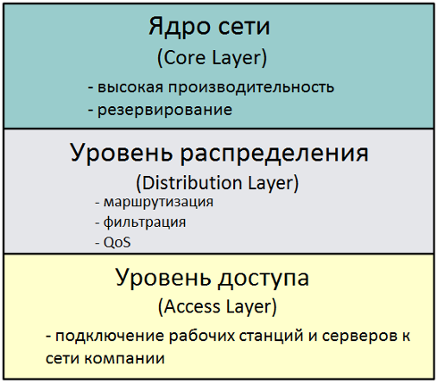 Ядро сети
(Core Layer)
- высокая производительность
- резервирование
Уровень распределения
(Distribution Layer)
- маршрутизация
- фильтрация
- QoS
Уровень доступа
(Access Layer)
- подключение рабочих станций и серверов к
сети компании